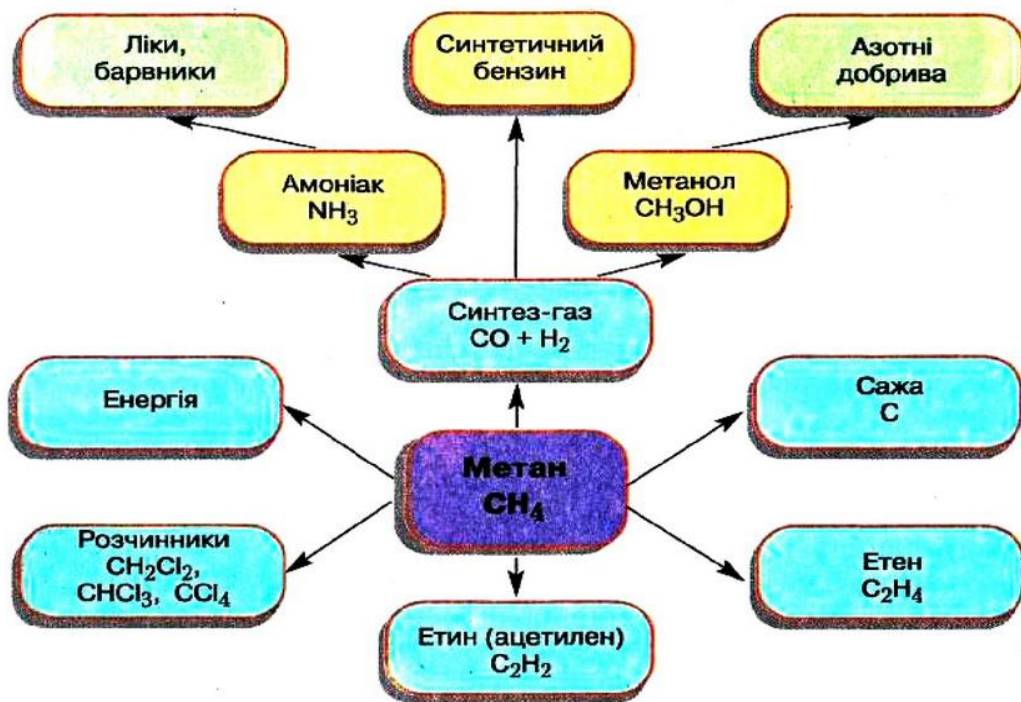 Ліки,
барвники
Синтетичний
бензин
Азотні
добрива
Амоніак
NH₃
Метанол
CH₃OH
Синтез-газ
CO + H₂
Енергія
Сажа
C
Метан
CH₄
Розчинники
CH₂Cl₂,
CHCl₃, CCl₄
Етен
C₂H₄
Етин (ацетилен)
C₂H₂